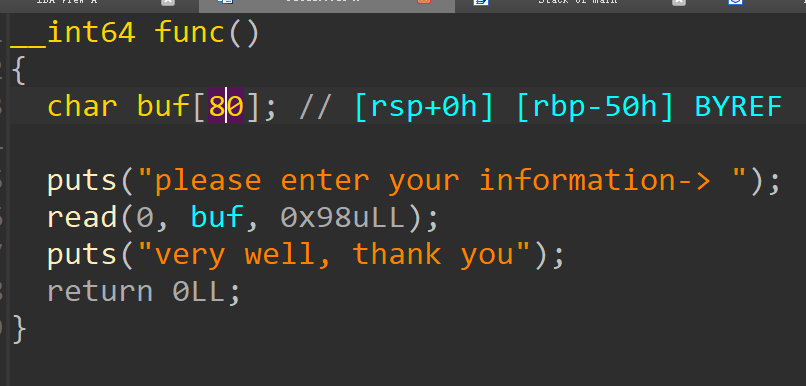 IDA View-A
Stack of main
__int64 func()
{
char buf[80]; // [rsp+0h] [rbp-50h] BYREF
puts("please enter your information-> ");
read(0, buf, 0x98uLL);
puts("very well, thank you");
return 0LL;
}